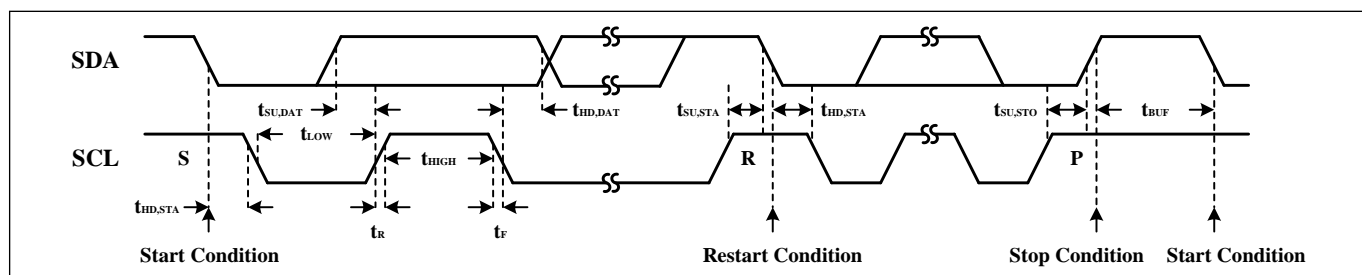 SDA
tSU,DAT tHD,DAT tSU,STA tHD,STA tSU,STO tBUF
tLOW
SCL S tHIGH R P
tHD,STA
tR tF
Start Condition Restart Condition Stop Condition Start Condition